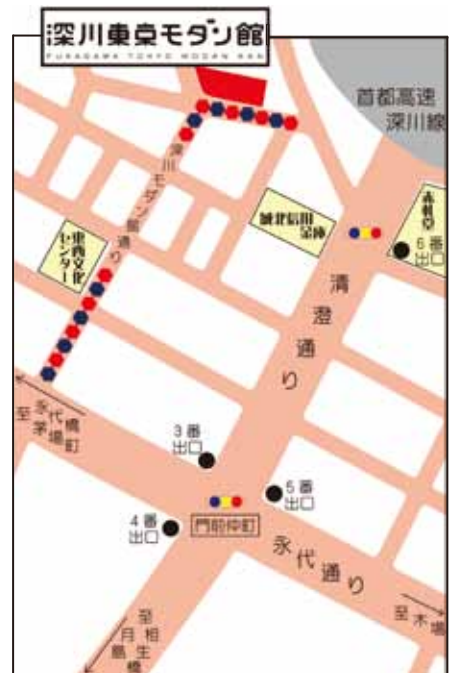 深川東京モダン館
FUKAGAWA TOKYO MODAN KAN
首都高速
深川線
赤札堂
6番
出口
城北信用
金庫
深川モダン館通り
東西文化
センター
清澄通り
至 永代橋
茅場町
3番
出口
5番
出口
4番
出口
門前仲町
永代通り
至木場
至
月島
相生橋